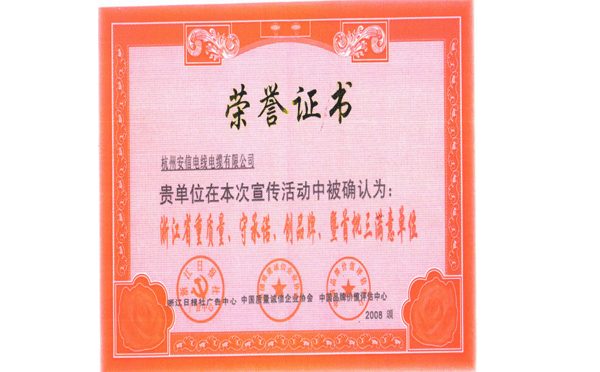 荣誉证书
杭州安信电线电缆有限公司
贵单位在本次宣传活动中被确认为：
浙江省重质量、守承诺、创品牌、暨首批三满意单位
浙江日报社广告中心 中国质量诚信企业协会 中国品牌价值评估中心
2008 颁